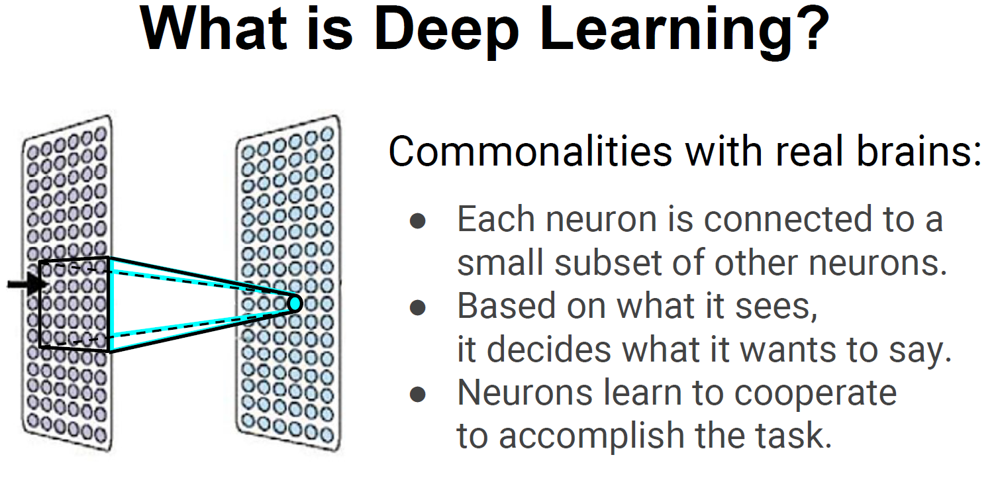 What is Deep Learning?
Commonalities with real brains:
● Each neuron is connected to a
small subset of other neurons.
● Based on what it sees,
it decides what it wants to say.
● Neurons learn to cooperate
to accomplish the task.